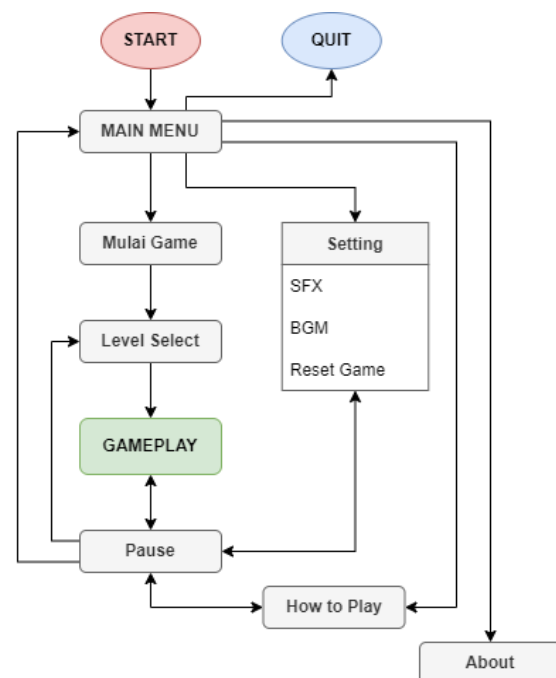 START
QUIT
MAIN MENU
Mulai Game
Setting
SFX
BGM
Reset Game
Level Select
GAMEPLAY
Pause
How to Play
About